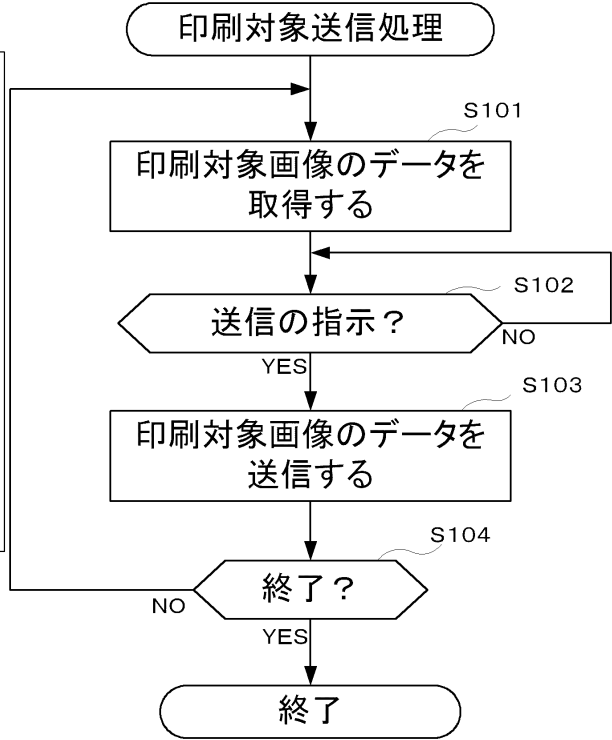 印刷対象送信処理
S101
印刷対象画像のデータを
取得する
S102
送信の指示？
NO
YES
S103
印刷対象画像のデータを
送信する
S104
終了？
NO
YES
終了